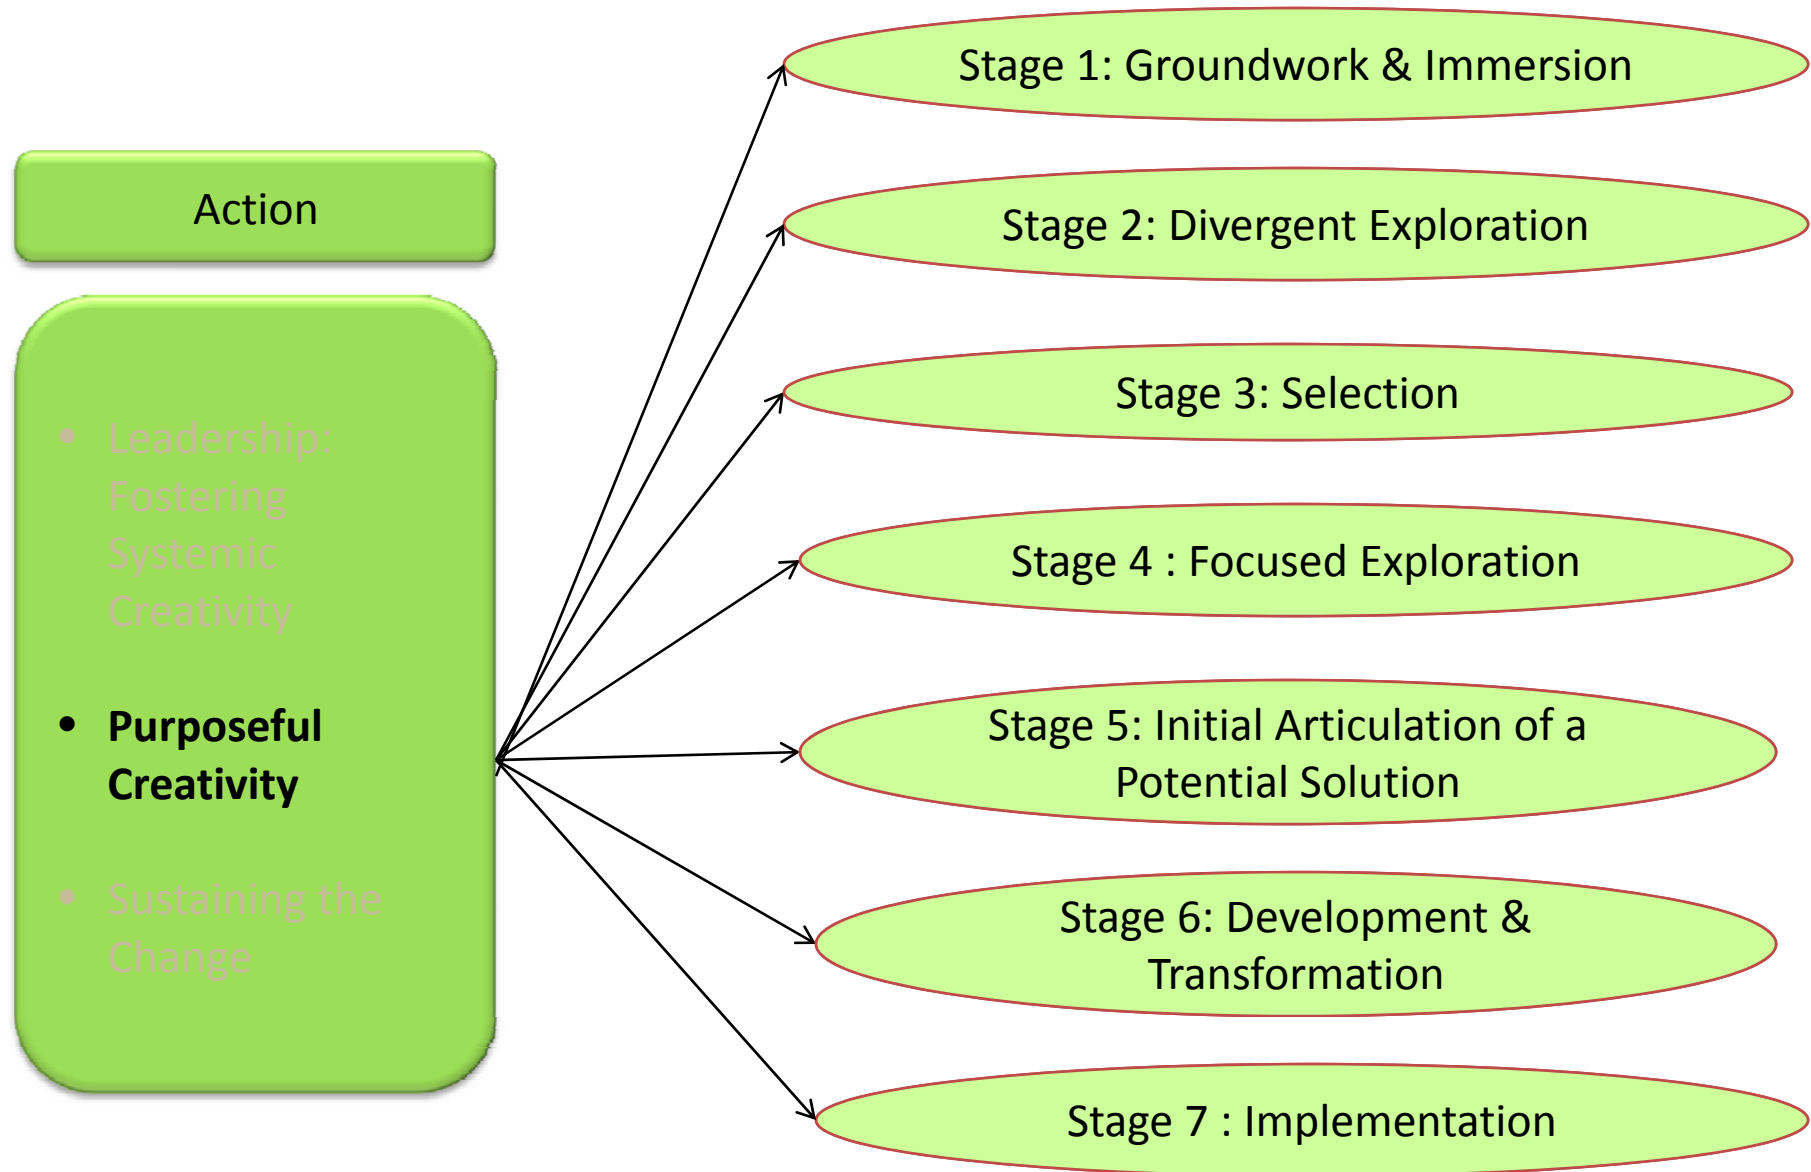 Action
• Leadership:
Fostering
Systemic
Creativity
• Purposeful
Creativity
• Sustaining the
Change
Stage 1: Groundwork & Immersion
Stage 2: Divergent Exploration
Stage 3: Selection
Stage 4 : Focused Exploration
Stage 5: Initial Articulation of a
Potential Solution
Stage 6: Development &
Transformation
Stage 7 : Implementation